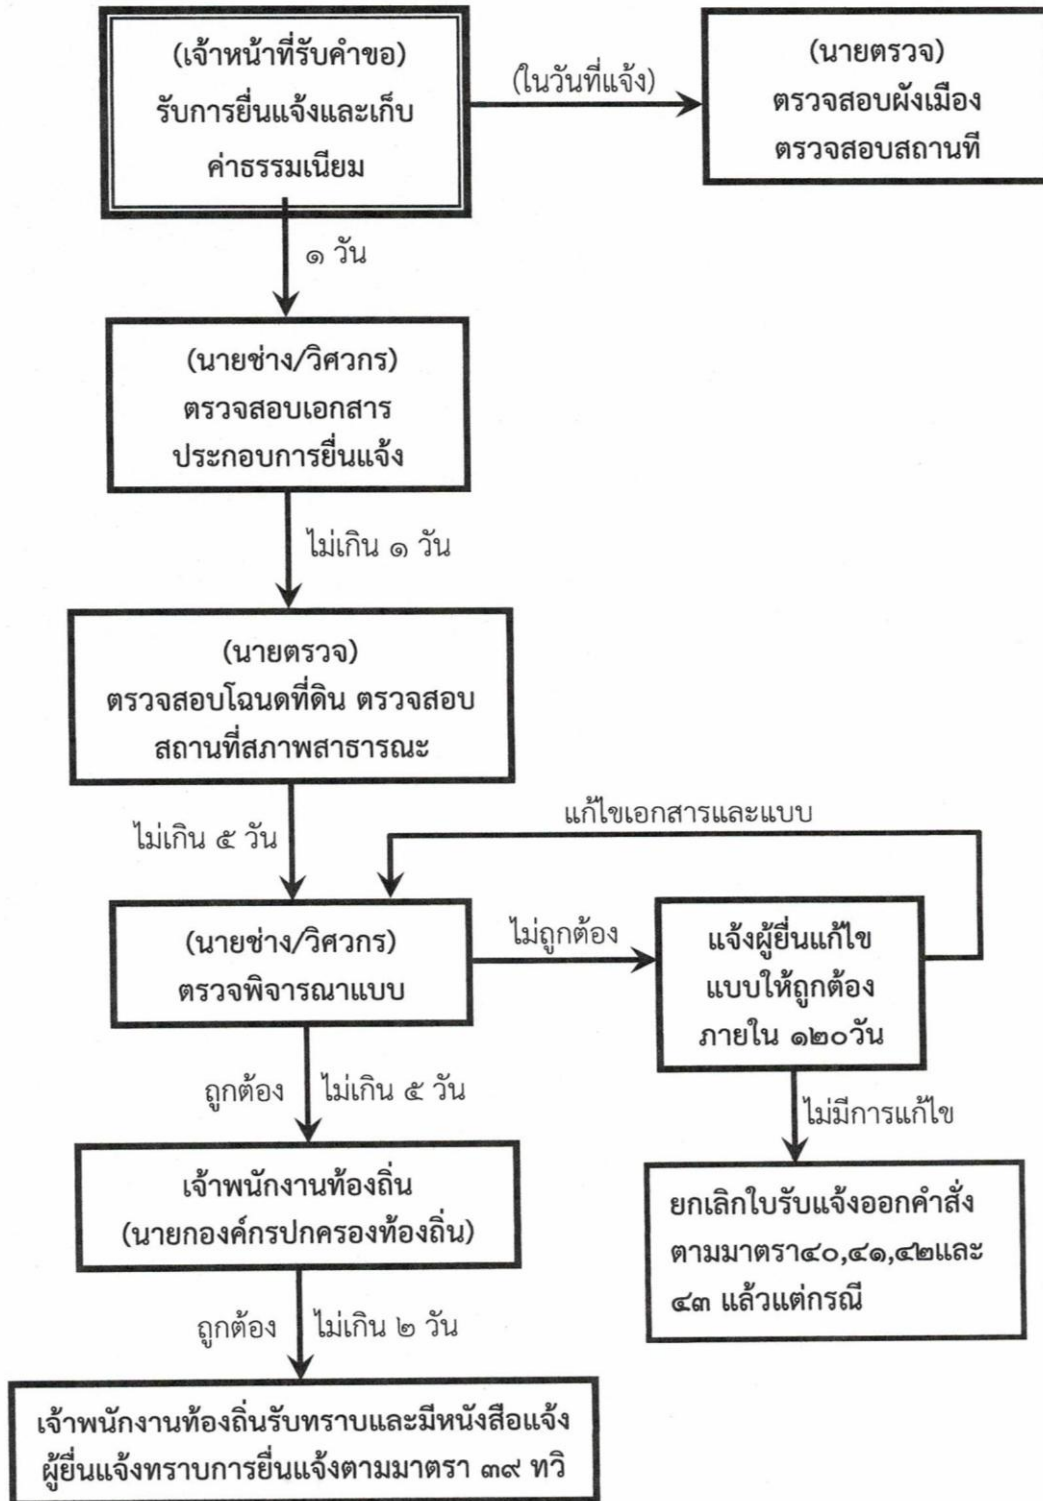 (เจ้าหน้าที่รับคำขอ)
รับการยื่นแจ้งและเก็บ
ค่าธรรมเนียม
(ในวันที่แจ้ง)
(นายตรวจ)
ตรวจสอบผังเมือง
ตรวจสอบสถานที
๑ วัน
(นายช่าง/วิศวกร)
ตรวจสอบเอกสาร
ประกอบการยื่นแจ้ง
ไม่เกิน ๑ วัน
(นายตรวจ)
ตรวจสอบโฉนดที่ดิน ตรวจสอบ
สถานที่สภาพสาธารณะ
ไม่เกิน ๕ วัน
แก้ไขเอกสารและแบบ
(นายช่าง/วิศวกร)
ตรวจพิจารณาแบบ
ไม่ถูกต้อง
แจ้งผู้ยื่นแก้ไข
แบบให้ถูกต้อง
ภายใน ๑๒๐วัน
ถูกต้อง ไม่เกิน ๕ วัน
ไม่มีการแก้ไข
เจ้าพนักงานท้องถิ่น
(นายกองค์กรปกครองท้องถิ่น)
ยกเลิกใบรับแจ้งออกคำสั่ง
ตามมาตรา๔๐,๔๑,๔๒และ
๔๓ แล้วแต่กรณี
ถูกต้อง ไม่เกิน ๒ วัน
เจ้าพนักงานท้องถิ่นรับทราบและมีหนังสือแจ้ง
ผู้ยื่นแจ้งทราบการยื่นแจ้งตามมาตรา ๓๙ ทวิ